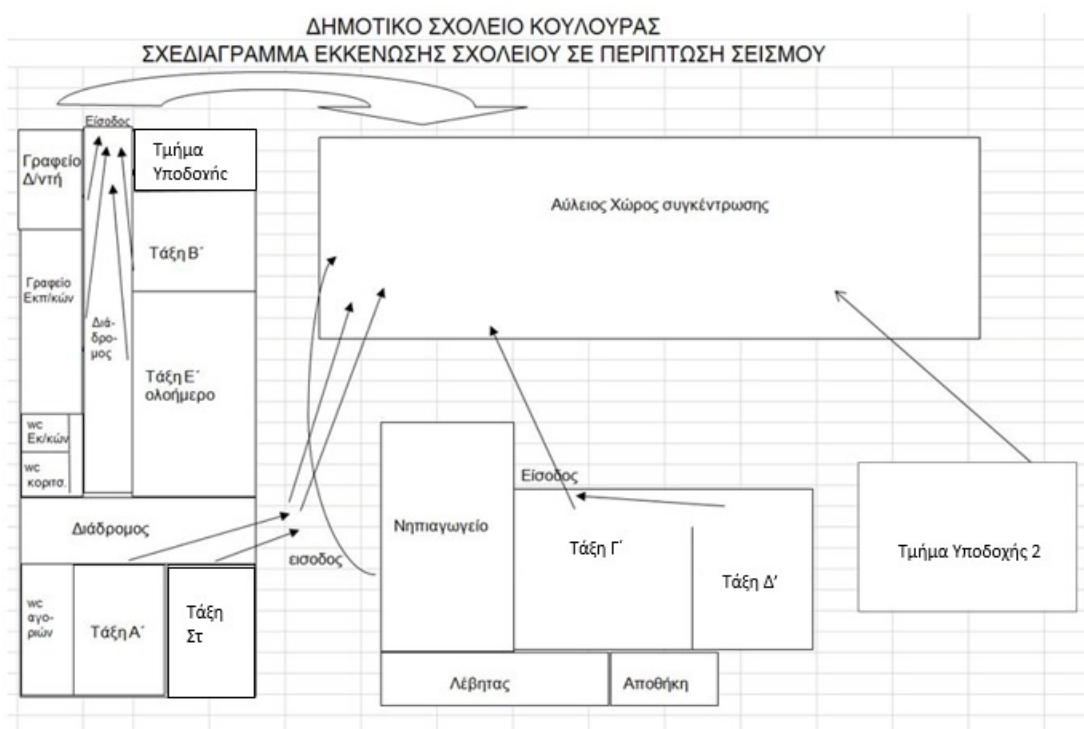 ΔΗΜΟΤΙΚΟ ΣΧΟΛΕΙΟ ΚΟΥΛΟΥΡΑΣ
ΣΧΕΔΙΑΓΡΑΜΜΑ ΕΚΚΕΝΩΣΗΣ ΣΧΟΛΕΙΟΥ ΣΕ ΠΕΡΙΠΤΩΣΗ ΣΕΙΣΜΟΥ
Είσοδος
Γραφείο
Δ/ντή
Τμήμα
Υποδοχής
Αύλειος Χώρος συγκέντρωσης
Τάξη Β΄
Γραφείο
Εκπ/κών
Διά-
δρο-
μος
Τάξη Ε΄
ολοήμερο
wc
Εκ/κών
wc
κοριτσ.
Διάδρομος
εισοδος
wc
αγο-
ριών
Τάξη Α΄
Τάξη
Στ
Νηπιαγωγείο
Είσοδος
Τάξη Γ΄
Τάξη Δ’
Τμήμα Υποδοχής 2
Λέβητας
Αποθήκη